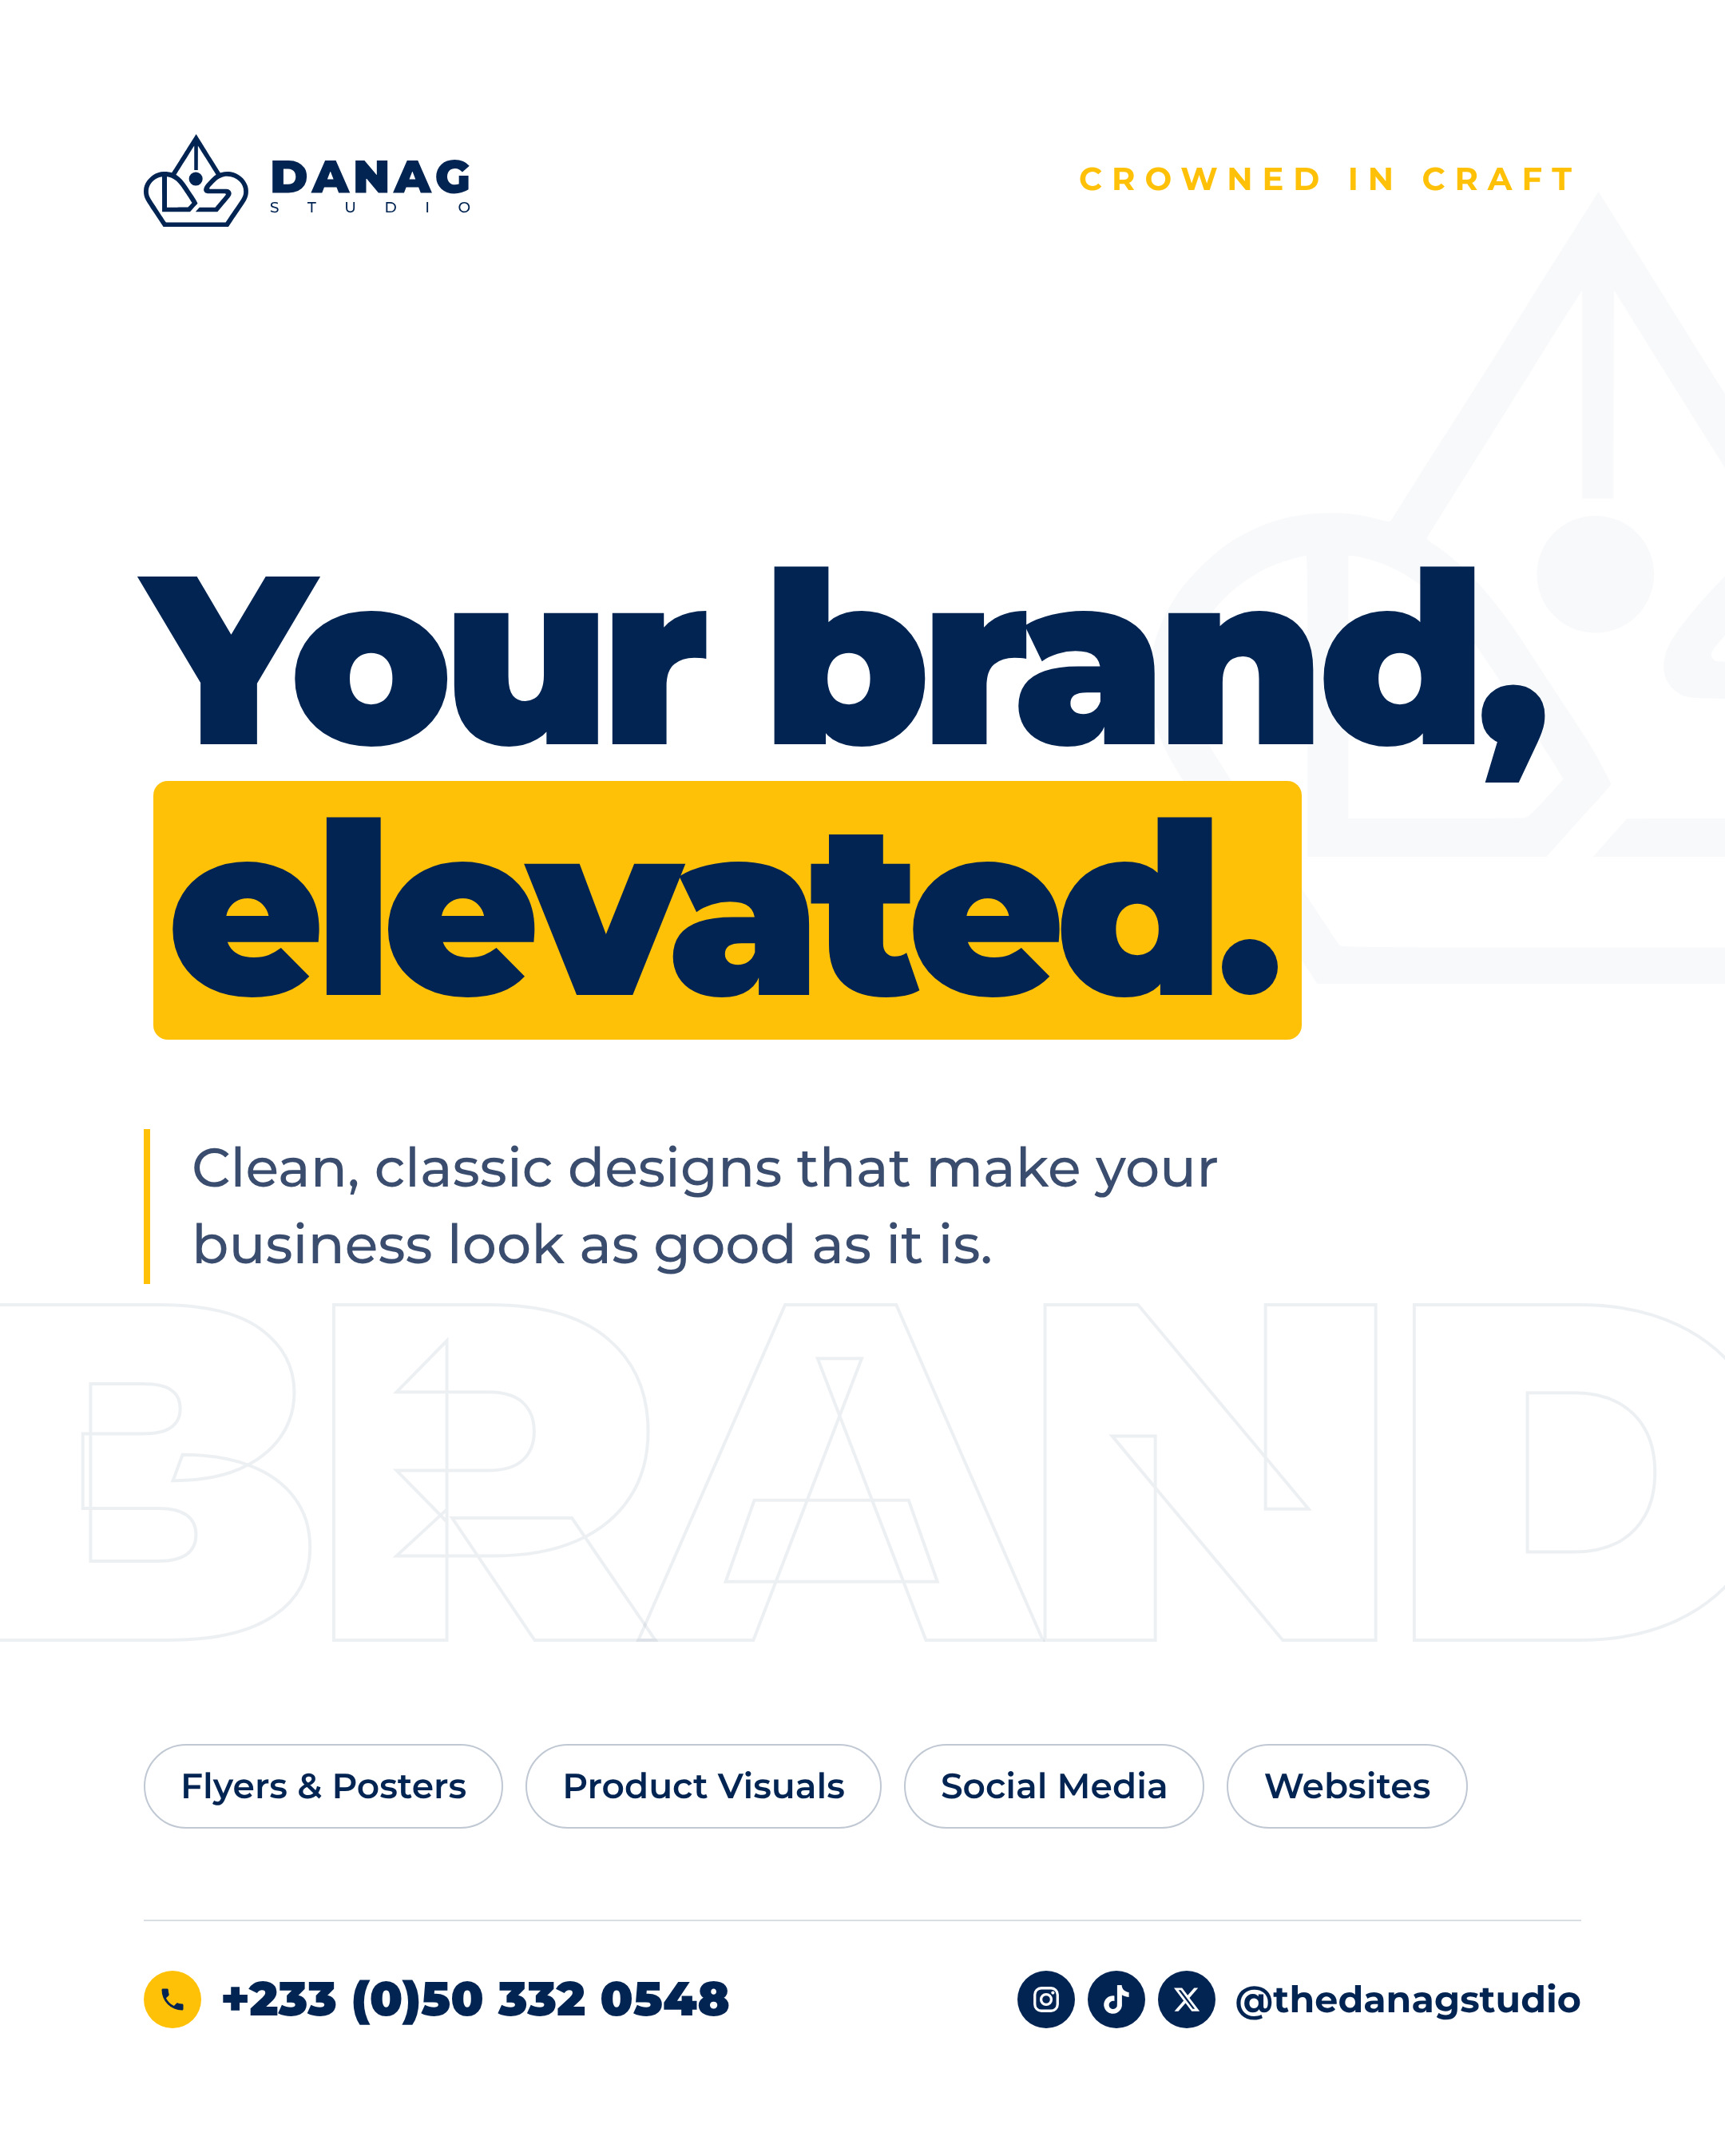 DANAG
STUDIO
CROWNED IN CRAFT
Your brand,
elevated.
Clean, classic designs that make your
business look as good as it is.
BRAND
Flyers & Posters
Product Visuals
Social Media
Websites
+233 (0)50 332 0548
@thedanagstudio